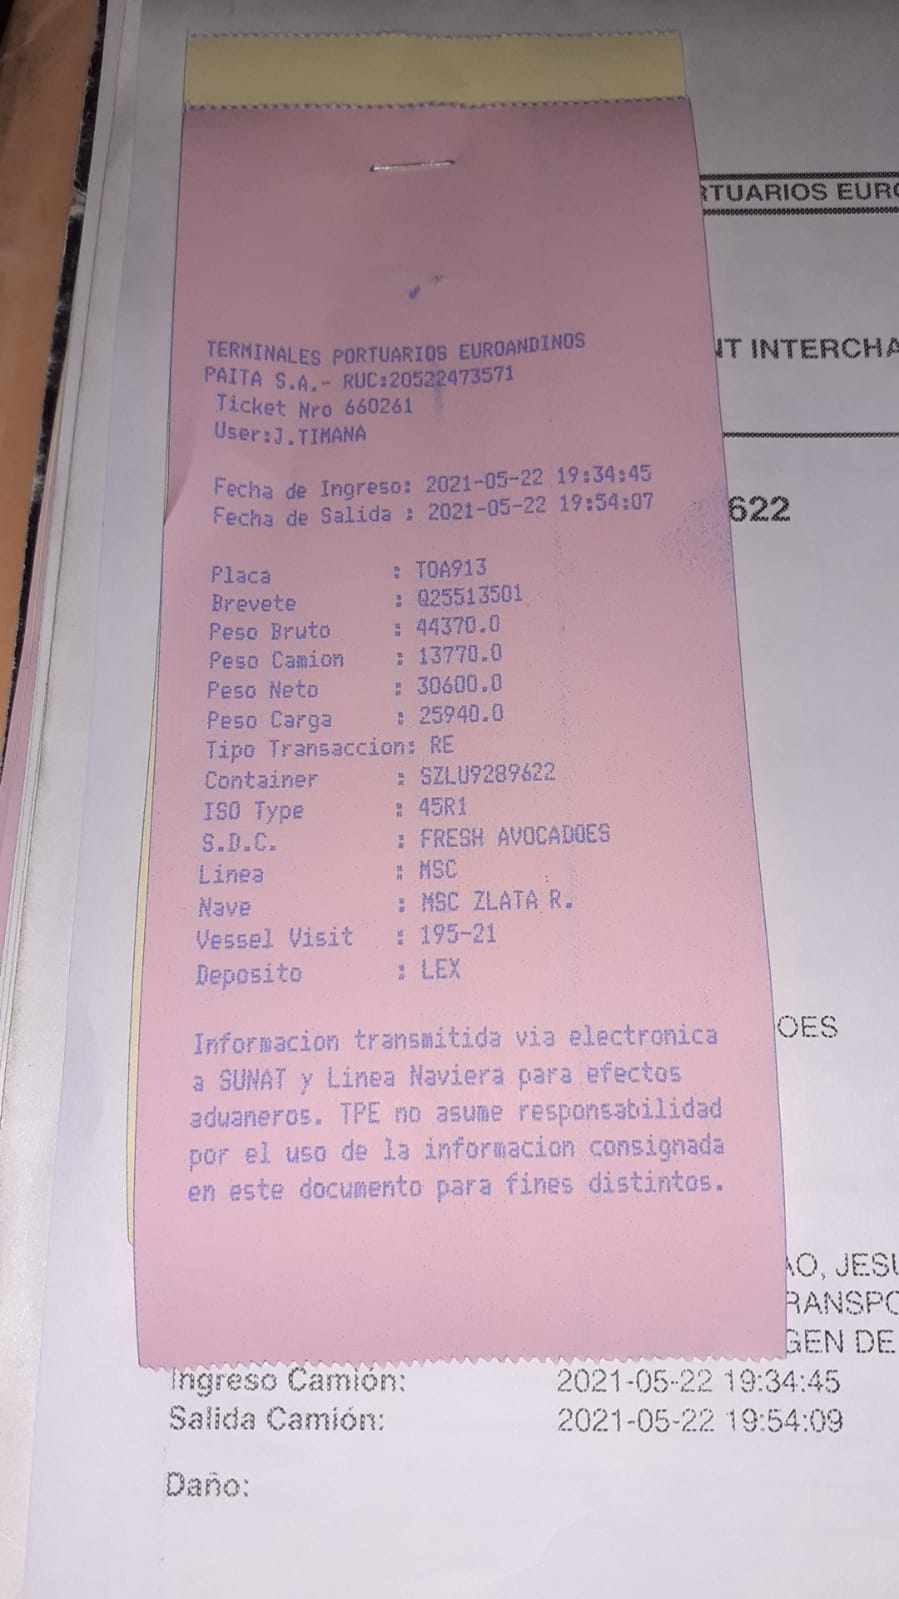 TERMINALES PORTUARIOS EUROANDINOS
PAITA S.A.- RUC:20522473571
Ticket Nro 660261
User:J.TIMANA
Fecha de Ingreso: 2021-05-22 19:34:45
Fecha de Salida : 2021-05-22 19:54:07
Placa : TOA913
Brevete : Q25513501
Peso Bruto : 44370.0
Peso Camion : 13770.0
Peso Neto : 30600.0
Peso Carga : 25940.0
Tipo Transaccion: RE
Container : SZLU9289622
ISO Type : 45R1
S.D.C. : FRESH AVOCADOES
Linea : MSC
Nave : MSC ZLATA R.
Vessel Visit : 195-21
Deposito : LEX
Informacion transmitida via electronica
a SUNAT y Linea Naviera para efectos
aduaneros. TPE no asume responsabilidad
por el uso de la informacion consignada
en este documento para fines distintos.
RTUARIOS EURO
NT INTERCHA
622
OES
AO, JESU
RANSPO
GEN DE
Ingreso Camión: 2021-05-22 19:34:45
Salida Camión: 2021-05-22 19:54:09
Daño: